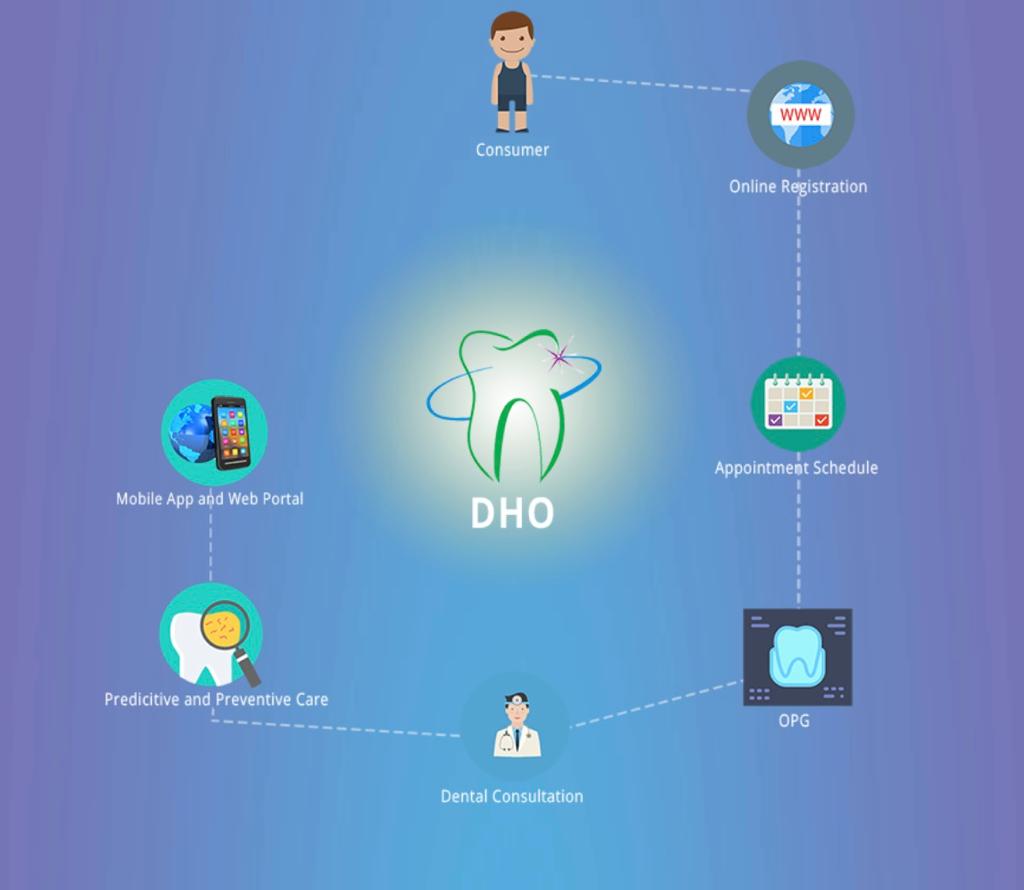 Consumer
WWW
Online Registration
Appointment Schedule
Mobile App and Web Portal
DHO
Predicitive and Preventive Care
OPG
Dental Consultation